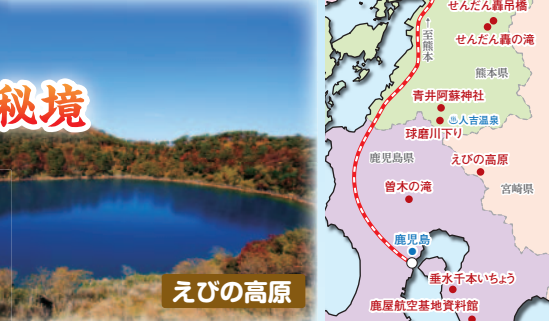 秘境
えびの高原
せんだん轟吊橋
せんだん轟の滝
↑至熊本
熊本県
青井阿蘇神社
♨人吉温泉
球磨川下り
鹿児島県
えびの高原
宮崎県
曽木の滝
鹿児島
垂水千本いちょう
鹿屋航空基地資料館